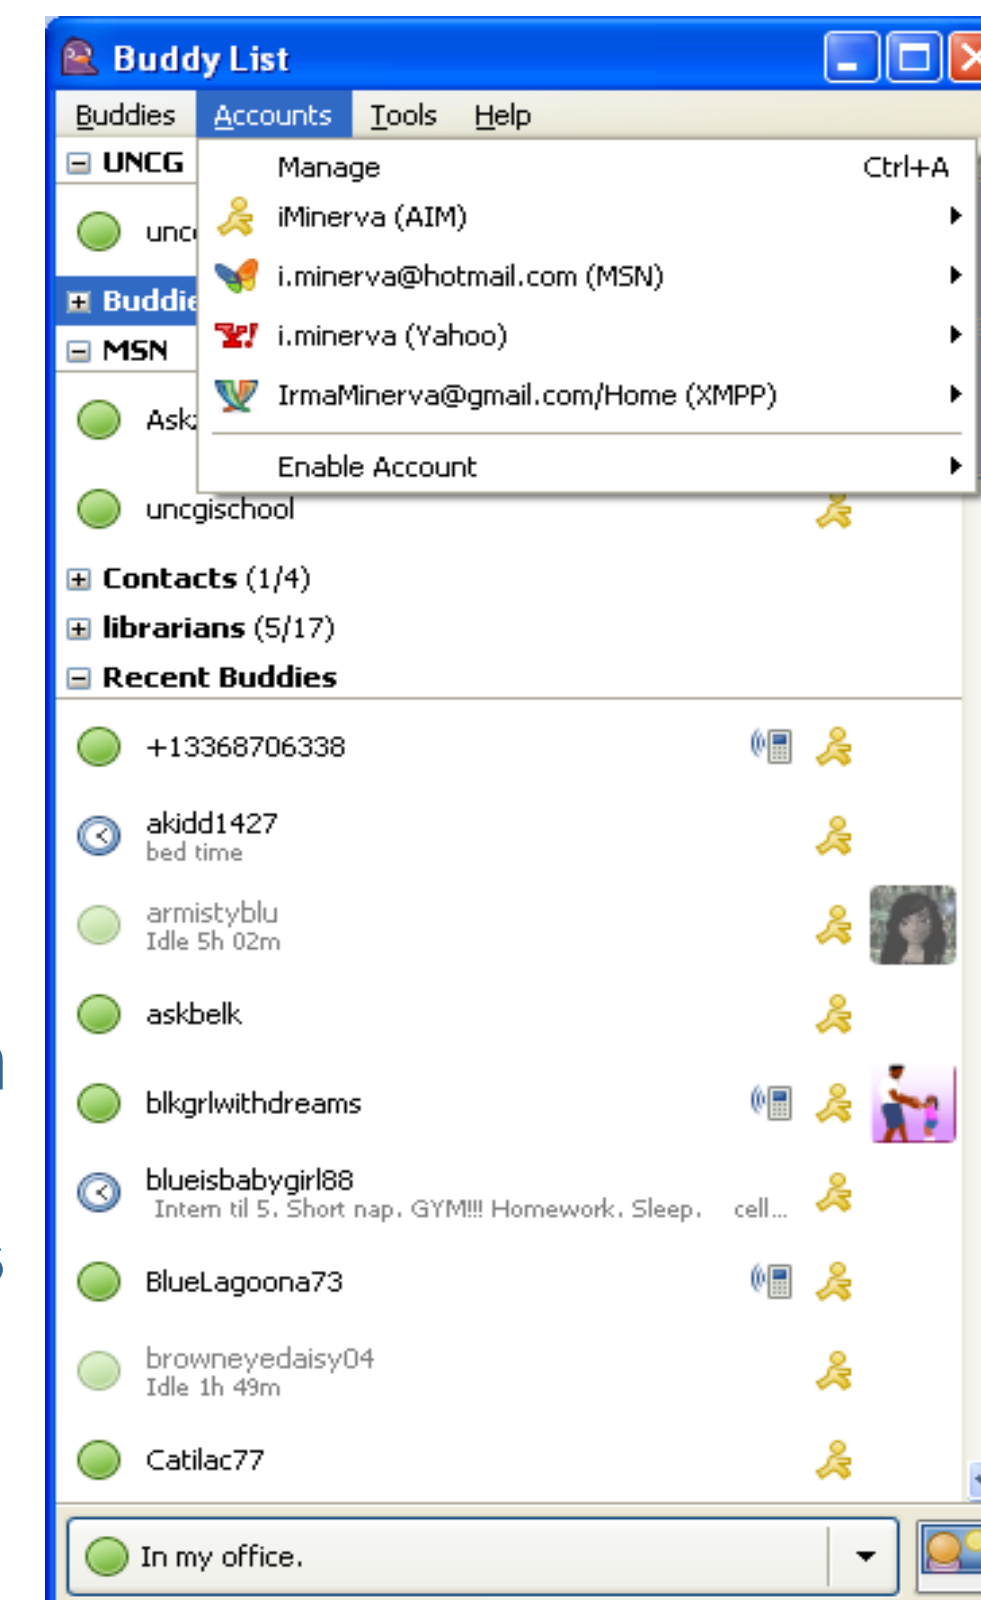 Buddy List
Buddies Accounts Tools Help
UNCG
Manage Ctrl+A
iMinerva (AIM)
i.minerva@hotmail.com (MSN)
Buddie
i.minerva (Yahoo)
MSN
IrmaMinerva@gmail.com/Home (XMPP)
Enable Account
uncgischool
Contacts (1/4)
librarians (5/17)
Recent Buddies
+13368706338
akidd1427
bed time
armistyblu
Idle 5h 02m
askbelk
blkgrlwithdreams
blueisbabygirl88
Intern til 5. Short nap. GYM!!! Homework. Sleep. cell...
BlueLagoona73
browneyedaisy04
Idle 1h 49m
Catilac77
In my office.